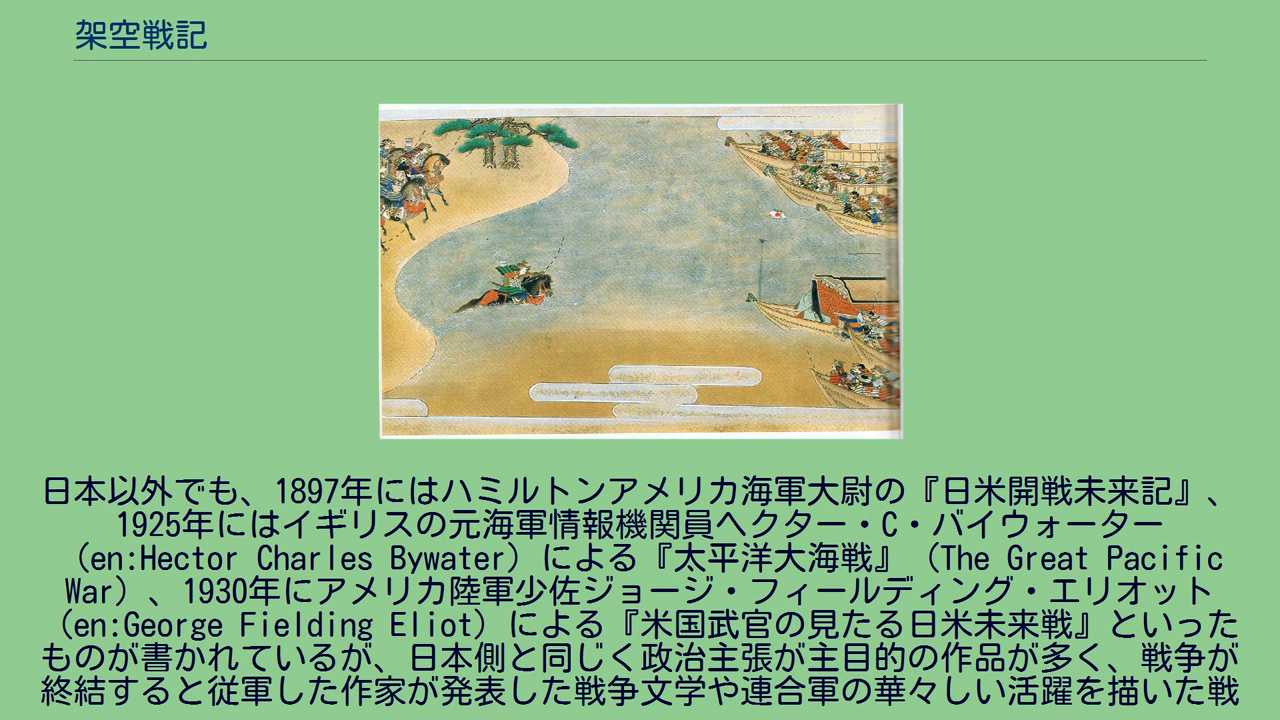 架空戦記
日本以外でも、1897年にはハミルトンアメリカ海軍大尉の『日米開戦未来記』、
1925年にはイギリスの元海軍情報機関員ヘクター・C・バイウォーター
（en:Hector Charles Bywater）による『太平洋大海戦』（The Great Pacific
War）、1930年にアメリカ陸軍少佐ジョージ・フィールディング・エリオット
（en:George Fielding Eliot）による『米国武官の見たる日米未来戦』といった
ものが書かれているが、日本側と同じく政治主張が主目的の作品が多く、戦争が
終結すると従軍した作家が発表した戦争文学や連合軍の華々しい活躍を描いた戦